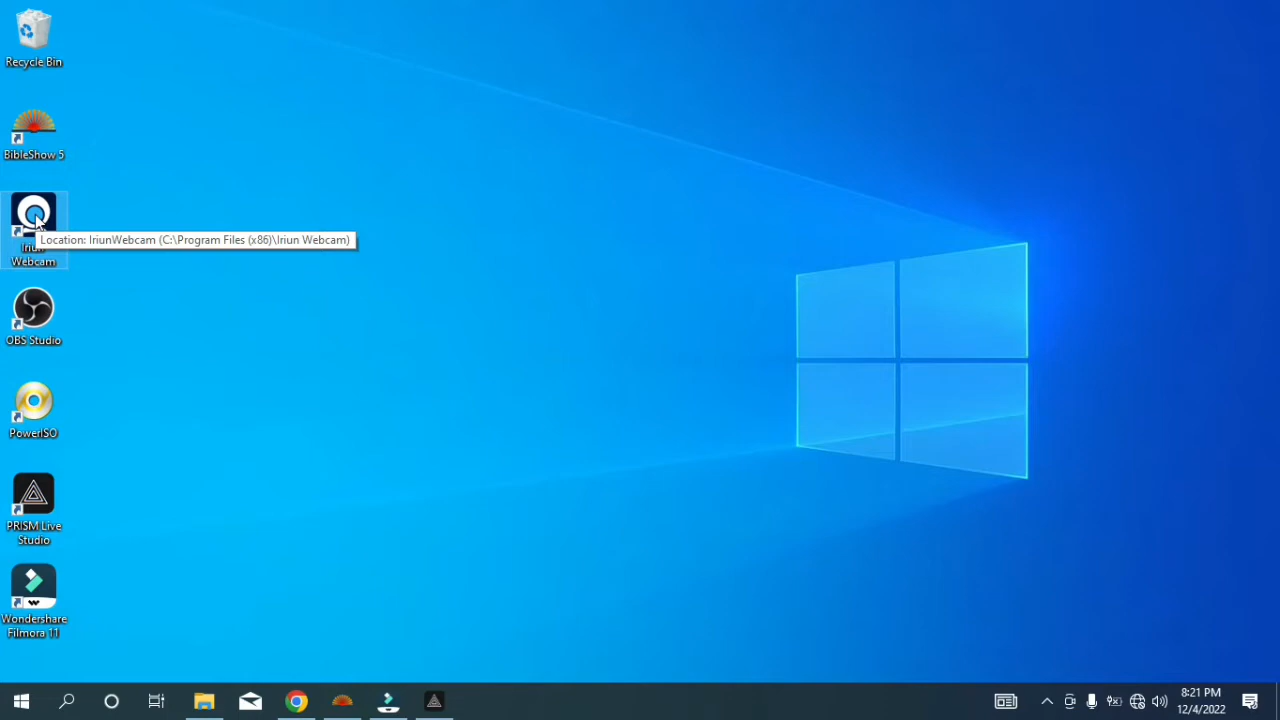 Recycle Bin
BibleShow 5
Location: IriunWebcam (C:\Program Files (x86)\Iriun Webcam)
Iriun
Webcam
OBS Studio
PowerISO
PRISM Live
Studio
Wondershare
Filmora 11
8:21 PM
12/4/2022